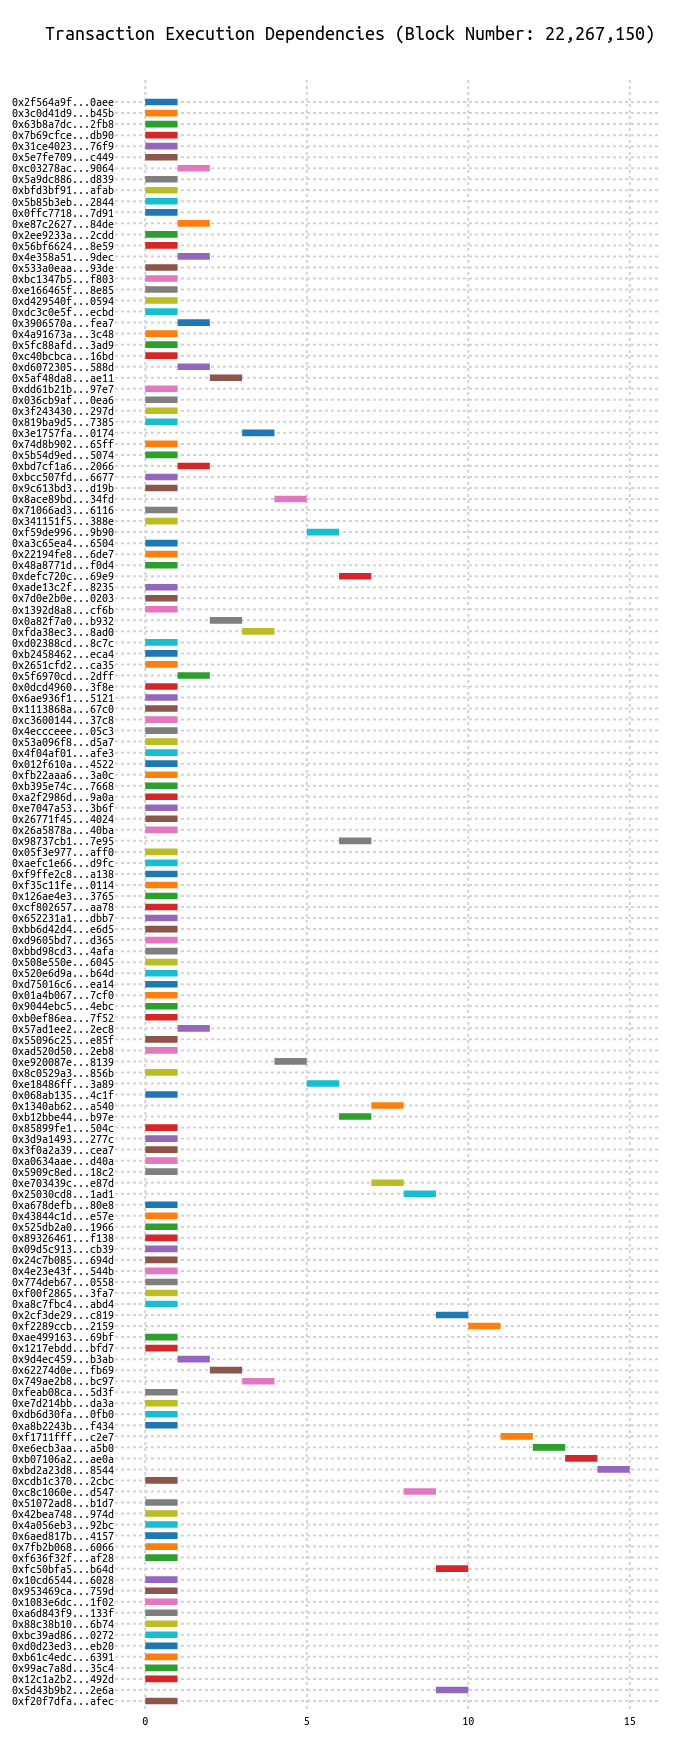 Transaction Execution Dependencies (Block Number: 22,267,150)
0x2f564a9f...0aee
0x3c0d41d9...b45b
0x63b8a7dc...2fb8
0x7b69cfce...db90
0x31ce4023...76f9
0x5e7fe709...c449
0xc03278ac...9064
0x5a9dc886...d839
0xbfd3bf91...afab
0x5b85b3eb...2844
0x0ffc7718...7d91
0xe87c2627...84de
0x2ee9233a...2cdd
0x56bf6624...8e59
0x4e358a51...9dec
0x533a0eaa...93de
0xbc1347b5...f803
0xe166465f...8e85
0xd429540f...0594
0xdc3c0e5f...ecbd
0x3906570a...fea7
0x4a91673a...3c48
0x5fc88afd...3ad9
0xc40bcbca...16bd
0xd6072305...588d
0x5af48da8...ae11
0xdd61b21b...97e7
0x036cb9af...0ea6
0x3f243430...297d
0x819ba9d5...7385
0x3e1757fa...0174
0x74d8b902...65ff
0x5b54d9ed...5074
0xbd7cf1a6...2066
0xbcc507fd...6677
0x9c613bd3...d19b
0x8ace89bd...34fd
0x71066ad3...6116
0x341151f5...388e
0xf59de996...9b90
0xa3c65ea4...6504
0x22194fe8...6de7
0x48a8771d...f0d4
0xdefc720c...69e9
0xade13c2f...8235
0x7d0e2b0e...0203
0x1392d8a8...cf6b
0x0a82f7a0...b932
0xfda38ec3...8ad0
0xd02388cd...8c7c
0xb2458462...eca4
0x2651cfd2...ca35
0x5f6970cd...2dff
0x0dcd4960...3f8e
0x6ae936f1...5121
0x1113868a...67c0
0xc3600144...37c8
0x4eccceee...05c3
0x53a096f8...d5a7
0x4f04af01...afe3
0x012f610a...4522
0xfb22aaa6...3a0c
0xb395e74c...7668
0xa2f2986d...9a0a
0xe7047a53...3b6f
0x26771f45...4024
0x26a5878a...40ba
0x98737cb1...7e95
0x05f3e977...aff0
0xaefc1e66...d9fc
0xf9ffe2c8...a138
0xf35c11fe...0114
0x126ae4e3...3765
0xcf802657...aa78
0x652231a1...dbb7
0xbb6d42d4...e6d5
0xd9605bd7...d365
0xbbd98cd3...4afa
0x508e550e...6045
0x520e6d9a...b64d
0xd75016c6...ea14
0x01a4b067...7cf0
0x9044ebc5...4ebc
0xb0ef86ea...7f52
0x57ad1ee2...2ec8
0x55096c25...e85f
0xad520d50...2eb8
0xe920087e...8139
0x8c0529a3...856b
0xe18486ff...3a89
0x068ab135...4c1f
0x1340ab62...a540
0xb12bbe44...b97e
0x85899fe1...504c
0x3d9a1493...277c
0x3f0a2a39...cea7
0xa0634aae...d40a
0x5909c8ed...18c2
0xe703439c...e87d
0x25030cd8...1ad1
0xa678defb...80e8
0x43844c1d...e57e
0x525db2a0...1966
0x89326461...f138
0x09d5c913...cb39
0x24c7b085...694d
0x4e23e43f...544b
0x774deb67...0558
0xf00f2865...3fa7
0xa8c7fbc4...abd4
0x2cf3de29...c819
0xf2289ccb...2159
0xae499163...69bf
0x1217ebdd...bfd7
0x9d4ec459...b3ab
0x62274d0e...fb69
0x749ae2b8...bc97
0xfeab08ca...5d3f
0xe7d214bb...da3a
0xdb6d30fa...0fb0
0xa8b2243b...f434
0xf1711fff...c2e7
0xe6ecb3aa...a5b0
0xb07106a2...ae0a
0xbd2a23d8...8544
0xcdb1c370...2cbc
0xc8c1060e...d547
0x51072ad8...b1d7
0x42bea748...974d
0x4a056eb3...92bc
0x6aed817b...4157
0x7fb2b068...6066
0xf636f32f...af28
0xfc50bfa5...b64d
0x10cd6544...6028
0x953469ca...759d
0x1083e6dc...1f02
0xa6d843f9...133f
0x88c38b10...6b74
0xbc39ad86...0272
0xd0d23ed3...eb20
0xb61c4edc...6391
0x99ac7a8d...35c4
0x12c1a2b2...492d
0x5d43b9b2...2e6a
0xf20f7dfa...afec
0 5 10 15